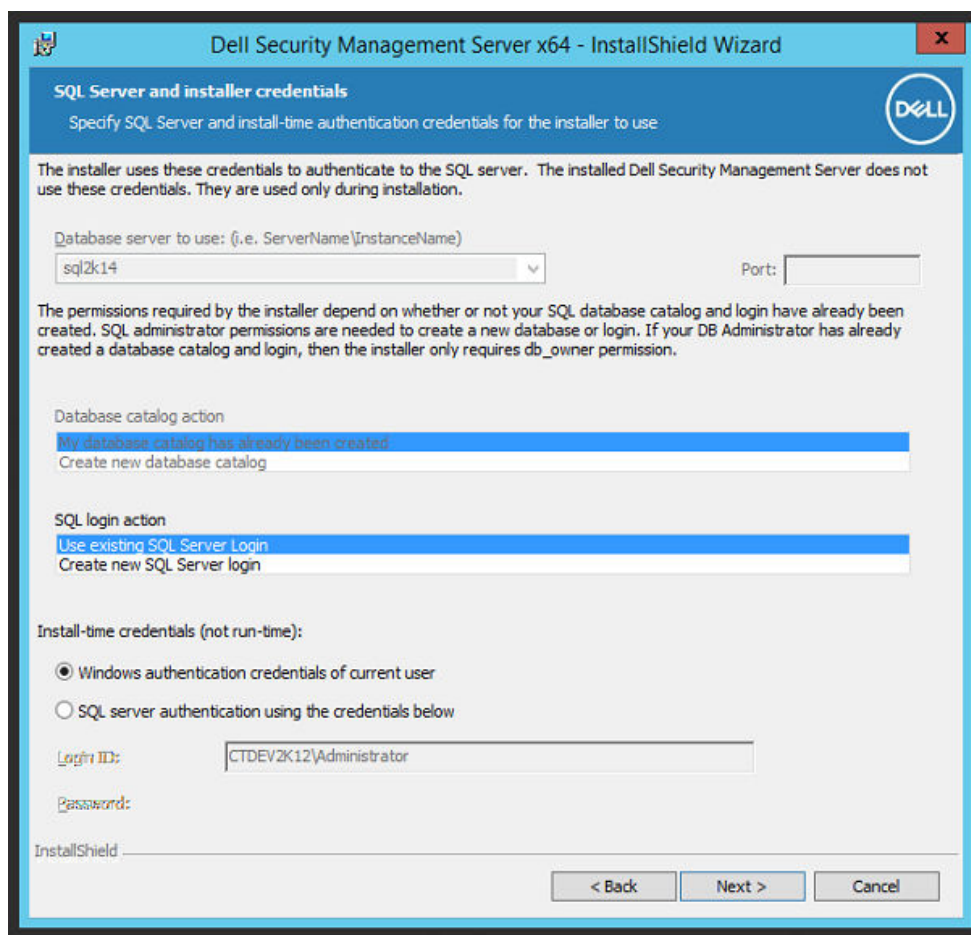 Dell Security Management Server x64 - InstallShield Wizard
x
SQL Server and installer credentials
Specify SQL Server and install-time authentication credentials for the installer to use
DELL
The installer uses these credentials to authenticate to the SQL server.  The installed Dell Security Management Server does not
use these credentials. They are used only during installation.
Database server to use: (i.e. ServerName\InstanceName)
sql2k14
Port:
The permissions required by the installer depend on whether or not your SQL database catalog and login have already been
created. SQL administrator permissions are needed to create a new database or login. If your DB Administrator has already
created a database catalog and login, then the installer only requires db_owner permission.
Database catalog action
My database catalog has already been created
Create new database catalog
SQL login action
Use existing SQL Server Login
Create new SQL Server login
Install-time credentials (not run-time):
Windows authentication credentials of current user
SQL server authentication using the credentials below
Login ID:
CTDEV2K12\Administrator
Password:
InstallShield
< Back
Next >
Cancel